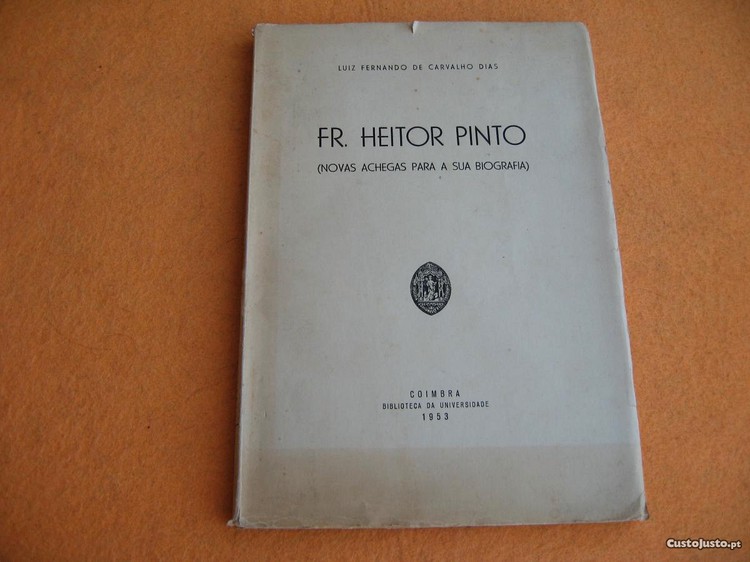 LUIZ FERNANDO DE CARVALHO DIAS
FR. HEITOR PINTO
(NOVAS ACHEGAS PARA A SUA BIOGRAFIA)
COIMBRA
BIBLIOTECA DA UNIVERSIDADE
1953
CustoJusto.pt